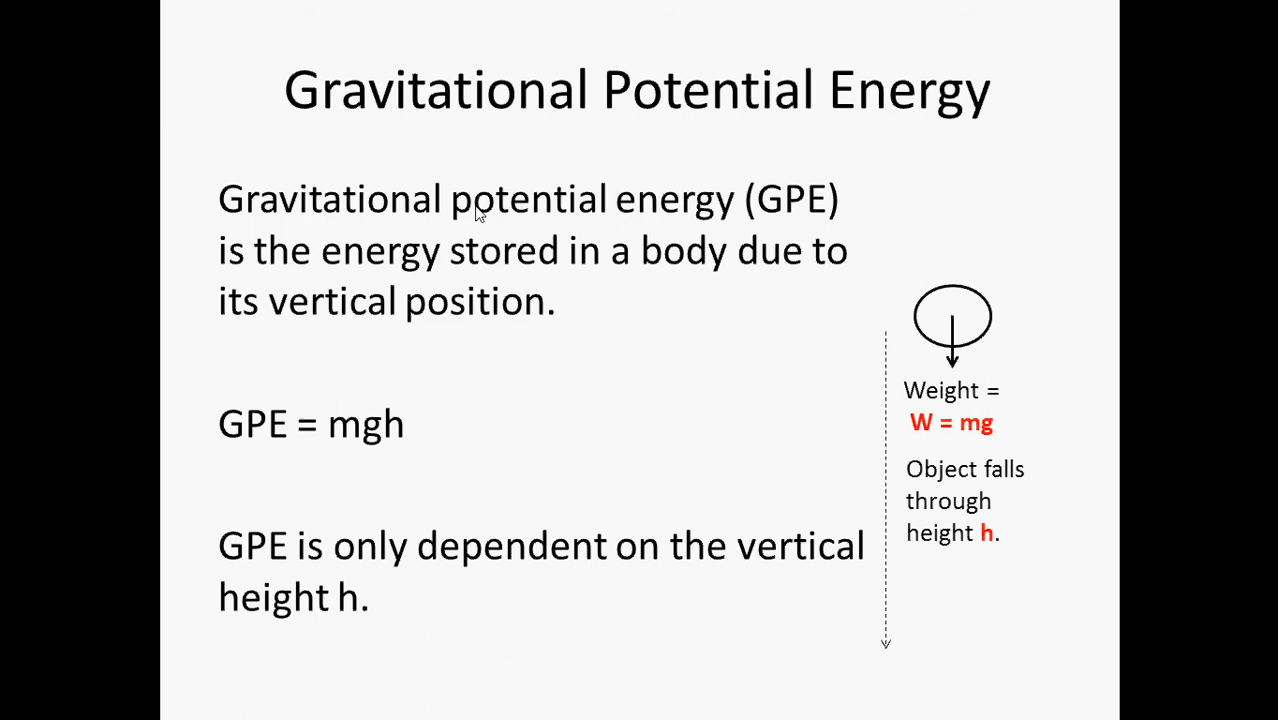 Gravitational Potential Energy
Gravitational potential energy (GPE)
is the energy stored in a body due to
its vertical position.
GPE = mgh
GPE is only dependent on the vertical
height h.
Weight =
W = mg
Object falls
through
height h.